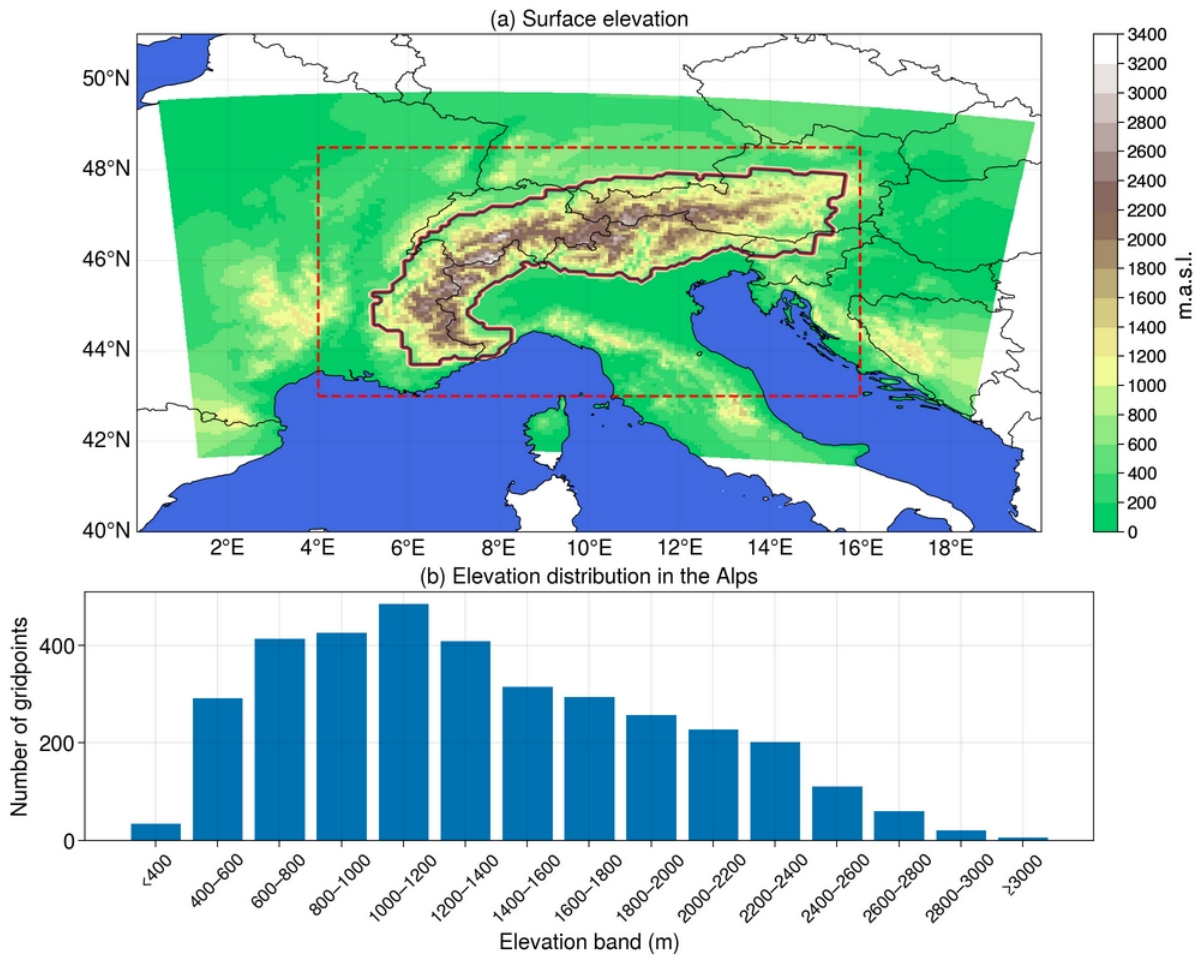 (a) Surface elevation
50°N
48°N
46°N
44°N
42°N
40°N
2°E 4°E 6°E 8°E 10°E 12°E 14°E 16°E 18°E
3400
3200
3000
2800
2600
2400
2200
2000
1800
1600
1400
1200
1000
800
600
400
200
0
m.a.s.l.
(b) Elevation distribution in the Alps
Number of gridpoints
400
200
0
<400 400–600 600–800 800–1000 1000–1200 1200–1400 1400–1600 1600–1800 1800–2000 2000–2200 2200–2400 2400–2600 2600–2800 2800–3000 ≥3000
Elevation band (m)